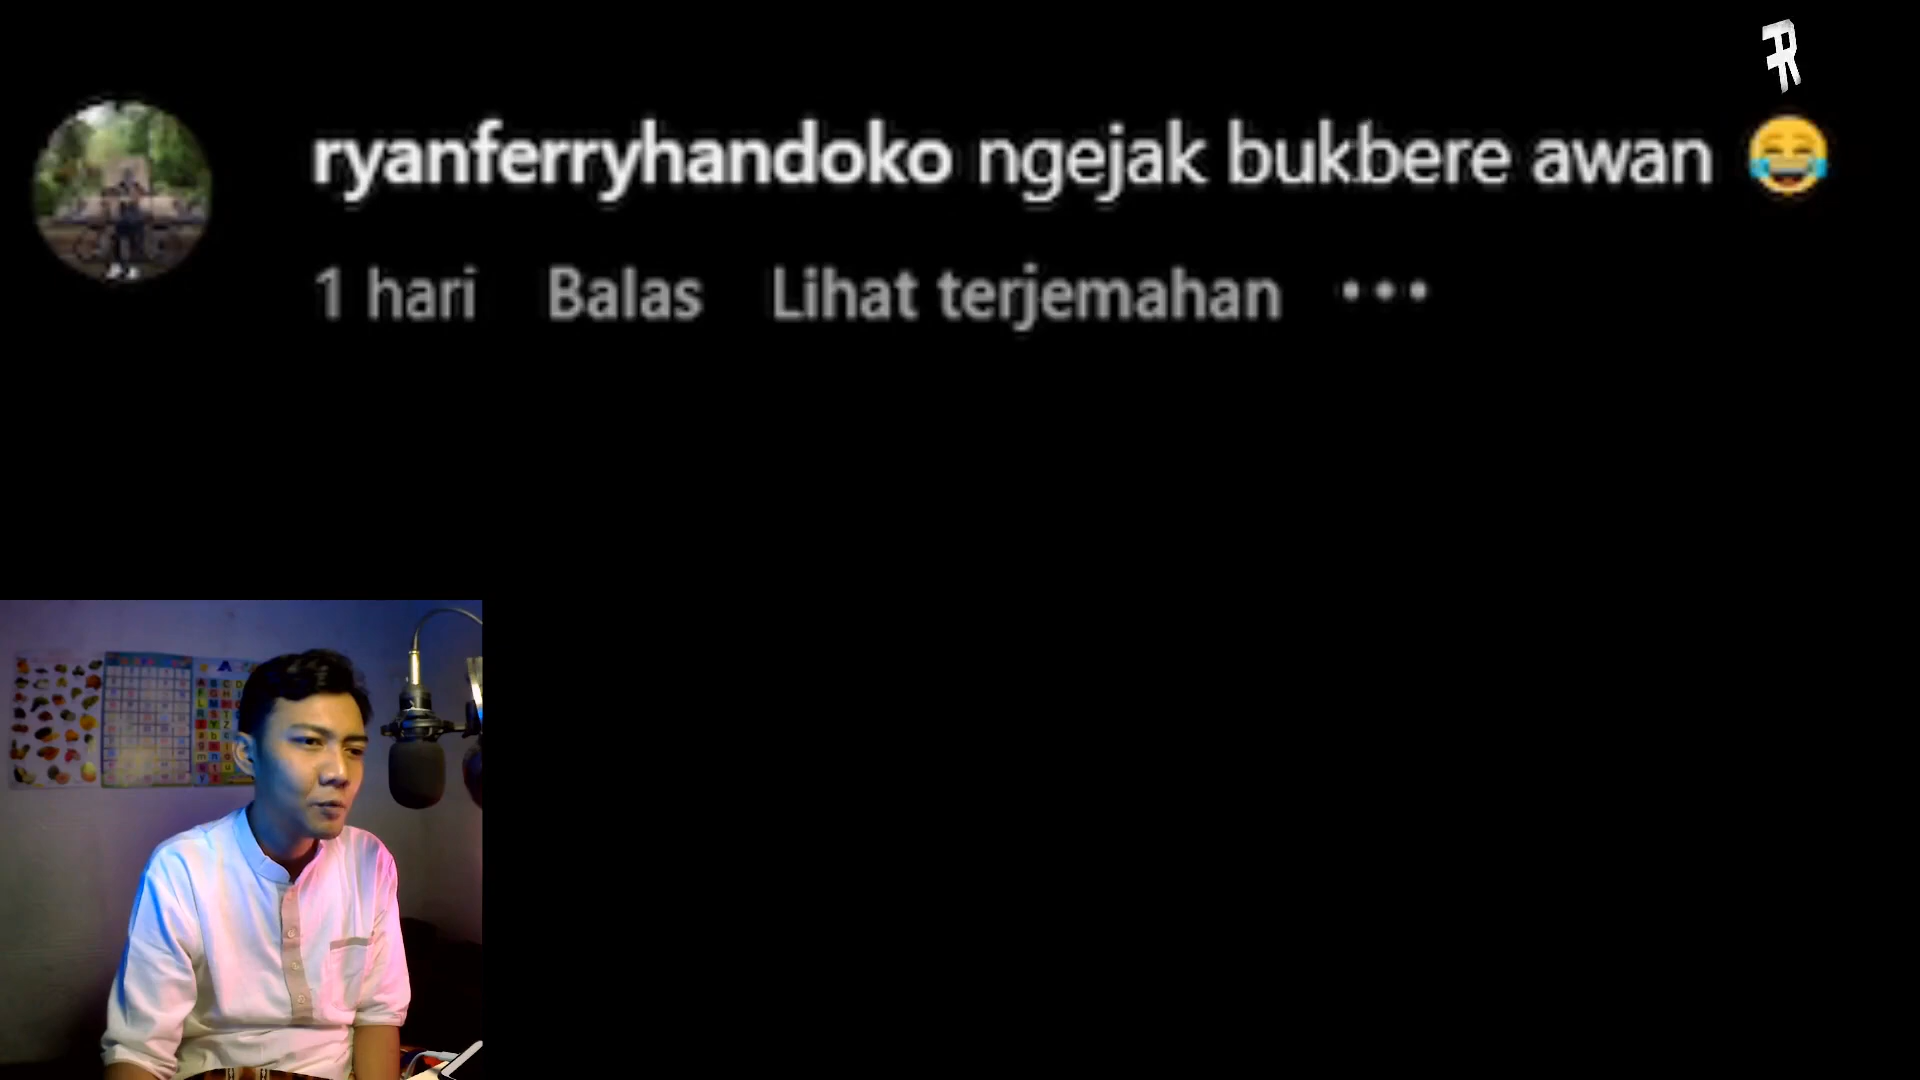 ryanferryhandoko ngejak bukbere awan 😂
1 hari Balas Lihat terjemahan •••